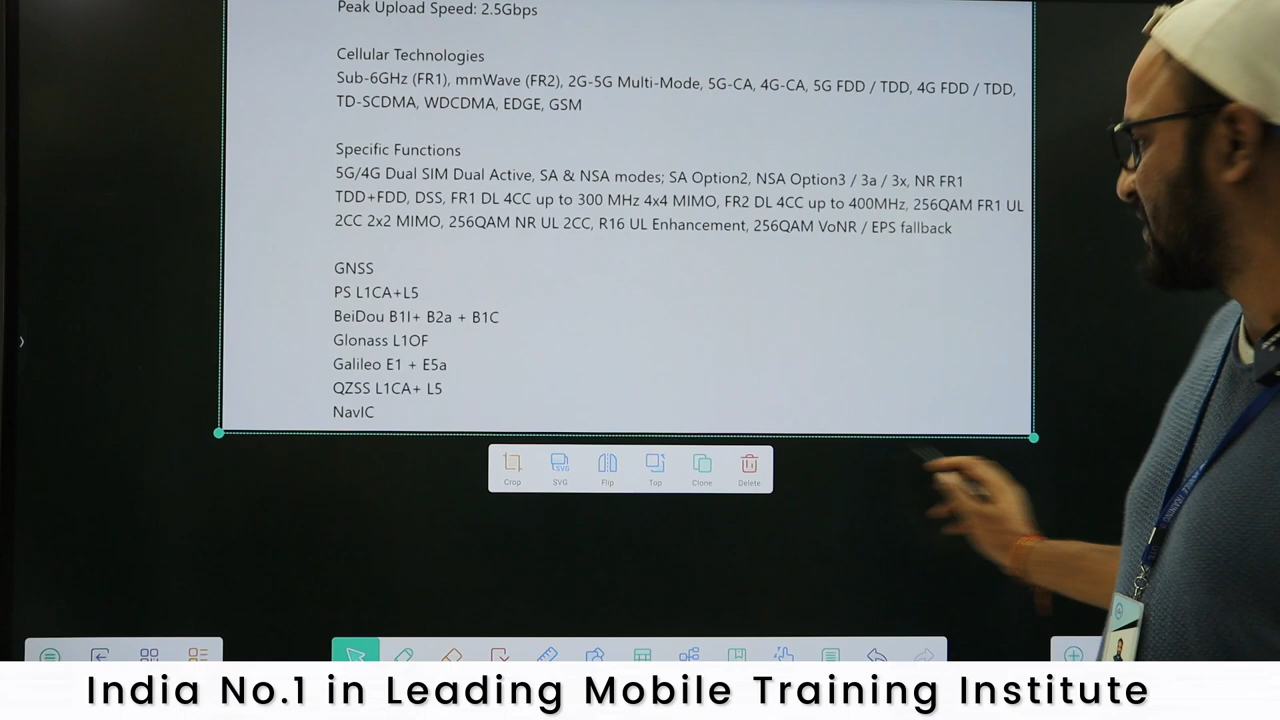 Peak Upload Speed: 2.5Gbps
Cellular Technologies
Sub-6GHz (FR1), mmWave (FR2), 2G-5G Multi-Mode, 5G-CA, 4G-CA, 5G FDD / TDD, 4G FDD / TDD,
TD-SCDMA, WDCDMA, EDGE, GSM
Specific Functions
5G/4G Dual SIM Dual Active, SA & NSA modes; SA Option2, NSA Option3 / 3a / 3x, NR FR1
TDD+FDD, DSS, FR1 DL 4CC up to 300 MHz 4x4 MIMO, FR2 DL 4CC up to 400MHz, 256QAM FR1 UL
2CC 2x2 MIMO, 256QAM NR UL 2CC, R16 UL Enhancement, 256QAM VoNR / EPS fallback
GNSS
PS L1CA+L5
BeiDou B1I+ B2a + B1C
Glonass L1OF
Galileo E1 + E5a
QZSS L1CA+ L5
NavIC
Crop
SVG
Flip
Top
Clone
Delete
India No.1 in Leading Mobile Training Institute